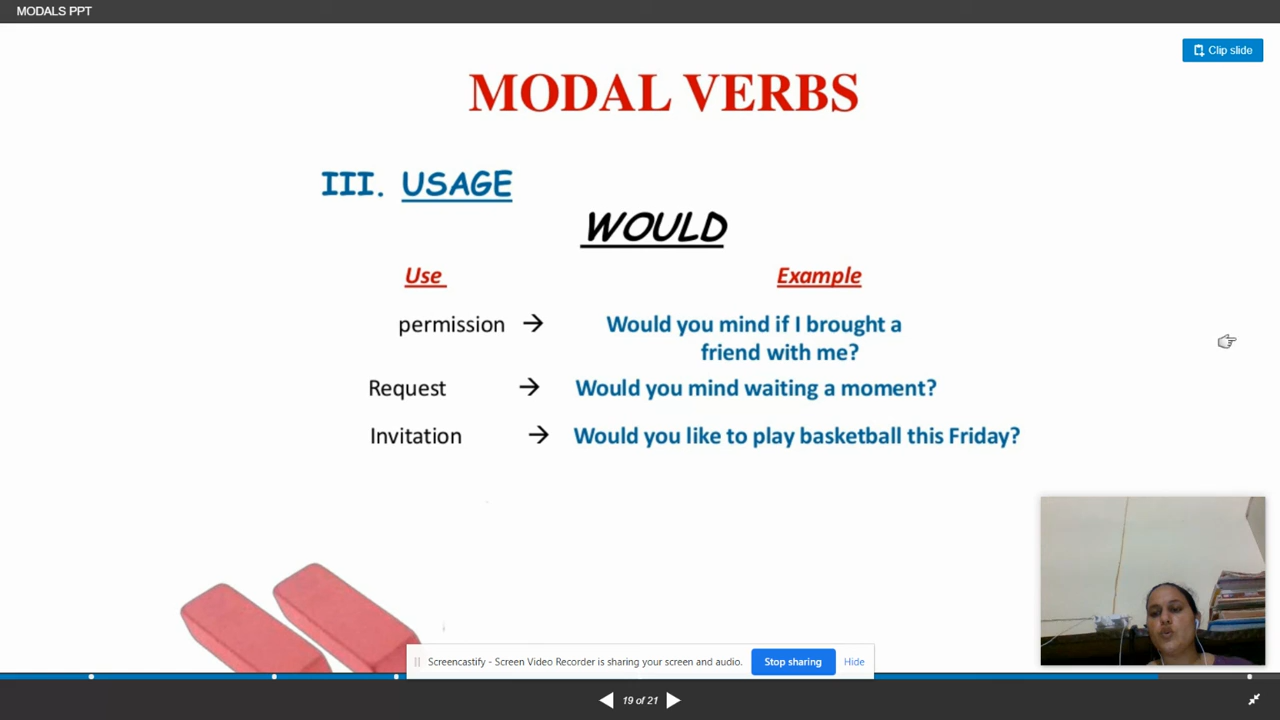 MODALS PPT
Clip slide
MODAL VERBS
III. USAGE
WOULD
Use Example
permission → Would you mind if I brought a
friend with me?
Request → Would you mind waiting a moment?
Invitation → Would you like to play basketball this Friday?
Screencastify - Screen Video Recorder is sharing your screen and audio. Stop sharing Hide
19 of 21